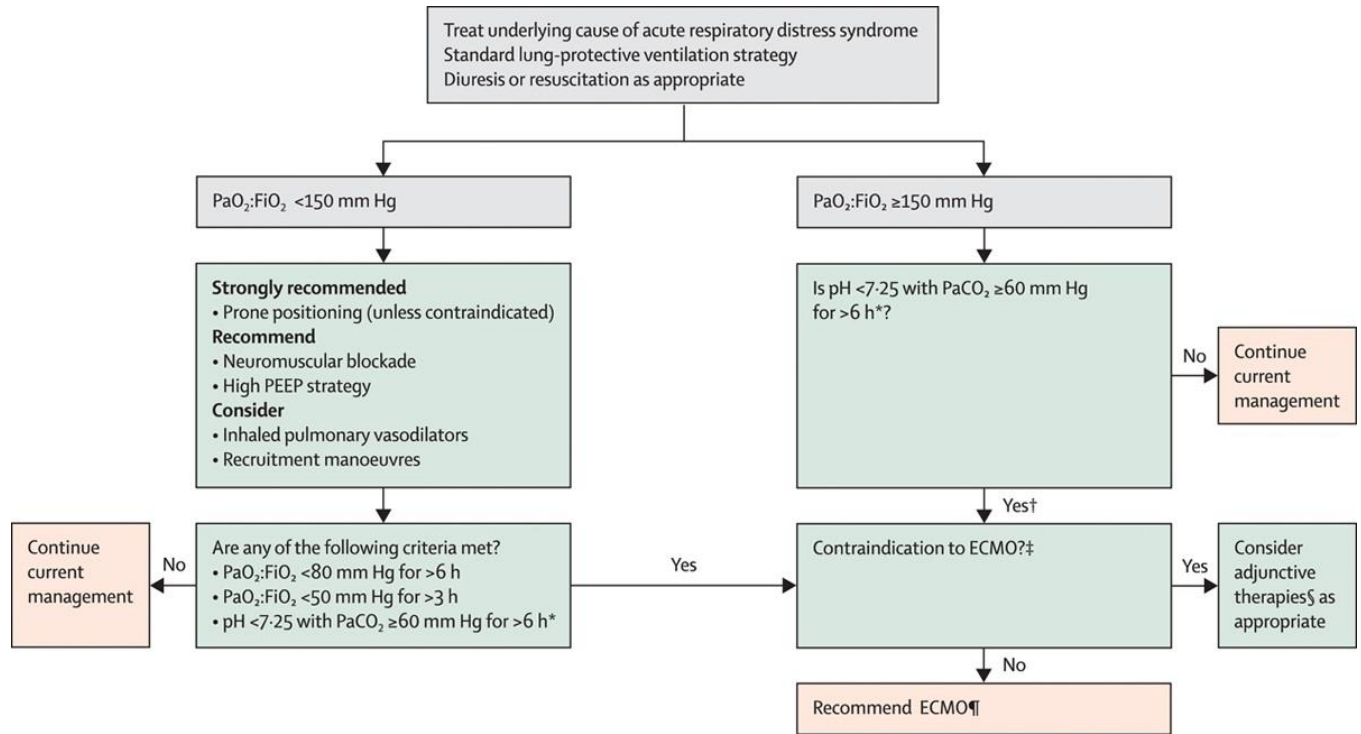 Treat underlying cause of acute respiratory distress syndrome
Standard lung-protective ventilation strategy
Diuresis or resuscitation as appropriate
PaO₂:FiO₂ <150 mm Hg
PaO₂:FiO₂ ≥150 mm Hg
Strongly recommended
• Prone positioning (unless contraindicated)
Recommend
• Neuromuscular blockade
• High PEEP strategy
Consider
• Inhaled pulmonary vasodilators
• Recruitment manoeuvres
Is pH <7·25 with PaCO₂ ≥60 mm Hg
for >6 h*?
No
Continue
current
management
Yes†
Continue
current
management
No
Are any of the following criteria met?
• PaO₂:FiO₂ <80 mm Hg for >6 h
• PaO₂:FiO₂ <50 mm Hg for >3 h
• pH <7·25 with PaCO₂ ≥60 mm Hg for >6 h*
Yes
Contraindication to ECMO?‡
Yes
Consider
adjunctive
therapies§ as
appropriate
No
Recommend ECMO¶